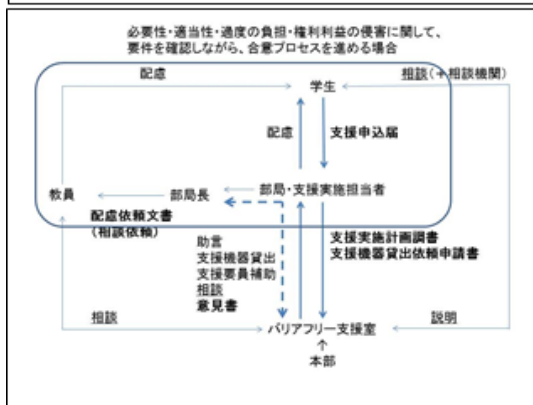 必要性・適当性・過度の負担・権利利益の侵害に関して、
要件を確認しながら、合意プロセスを進める場合
配慮
相談(+相談機関)
学生
配慮
支援申込届
教員
部局長
部局・支援実施担当者
配慮依頼文書
(相談依頼)
助言
支援機器貸出
支援要員補助
相談
意見書
支援実施計画調書
支援機器貸出依頼申請書
相談
バリアフリー支援室
説明
↑
本部